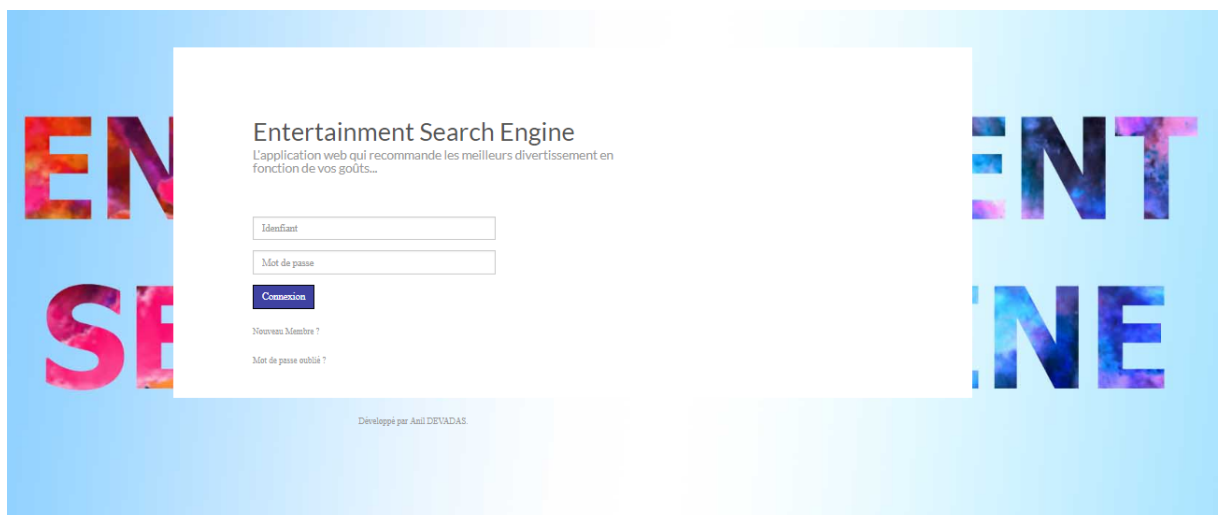 EN ENT
SE INE
Entertainment Search Engine
L'application web qui recommande les meilleurs divertissement en
fonction de vos goûts...
Idenfiant
Mot de passe
Connexion
Nouveau Membre ?
Mot de passe oublié ?
Développé par Anil DEVADAS.